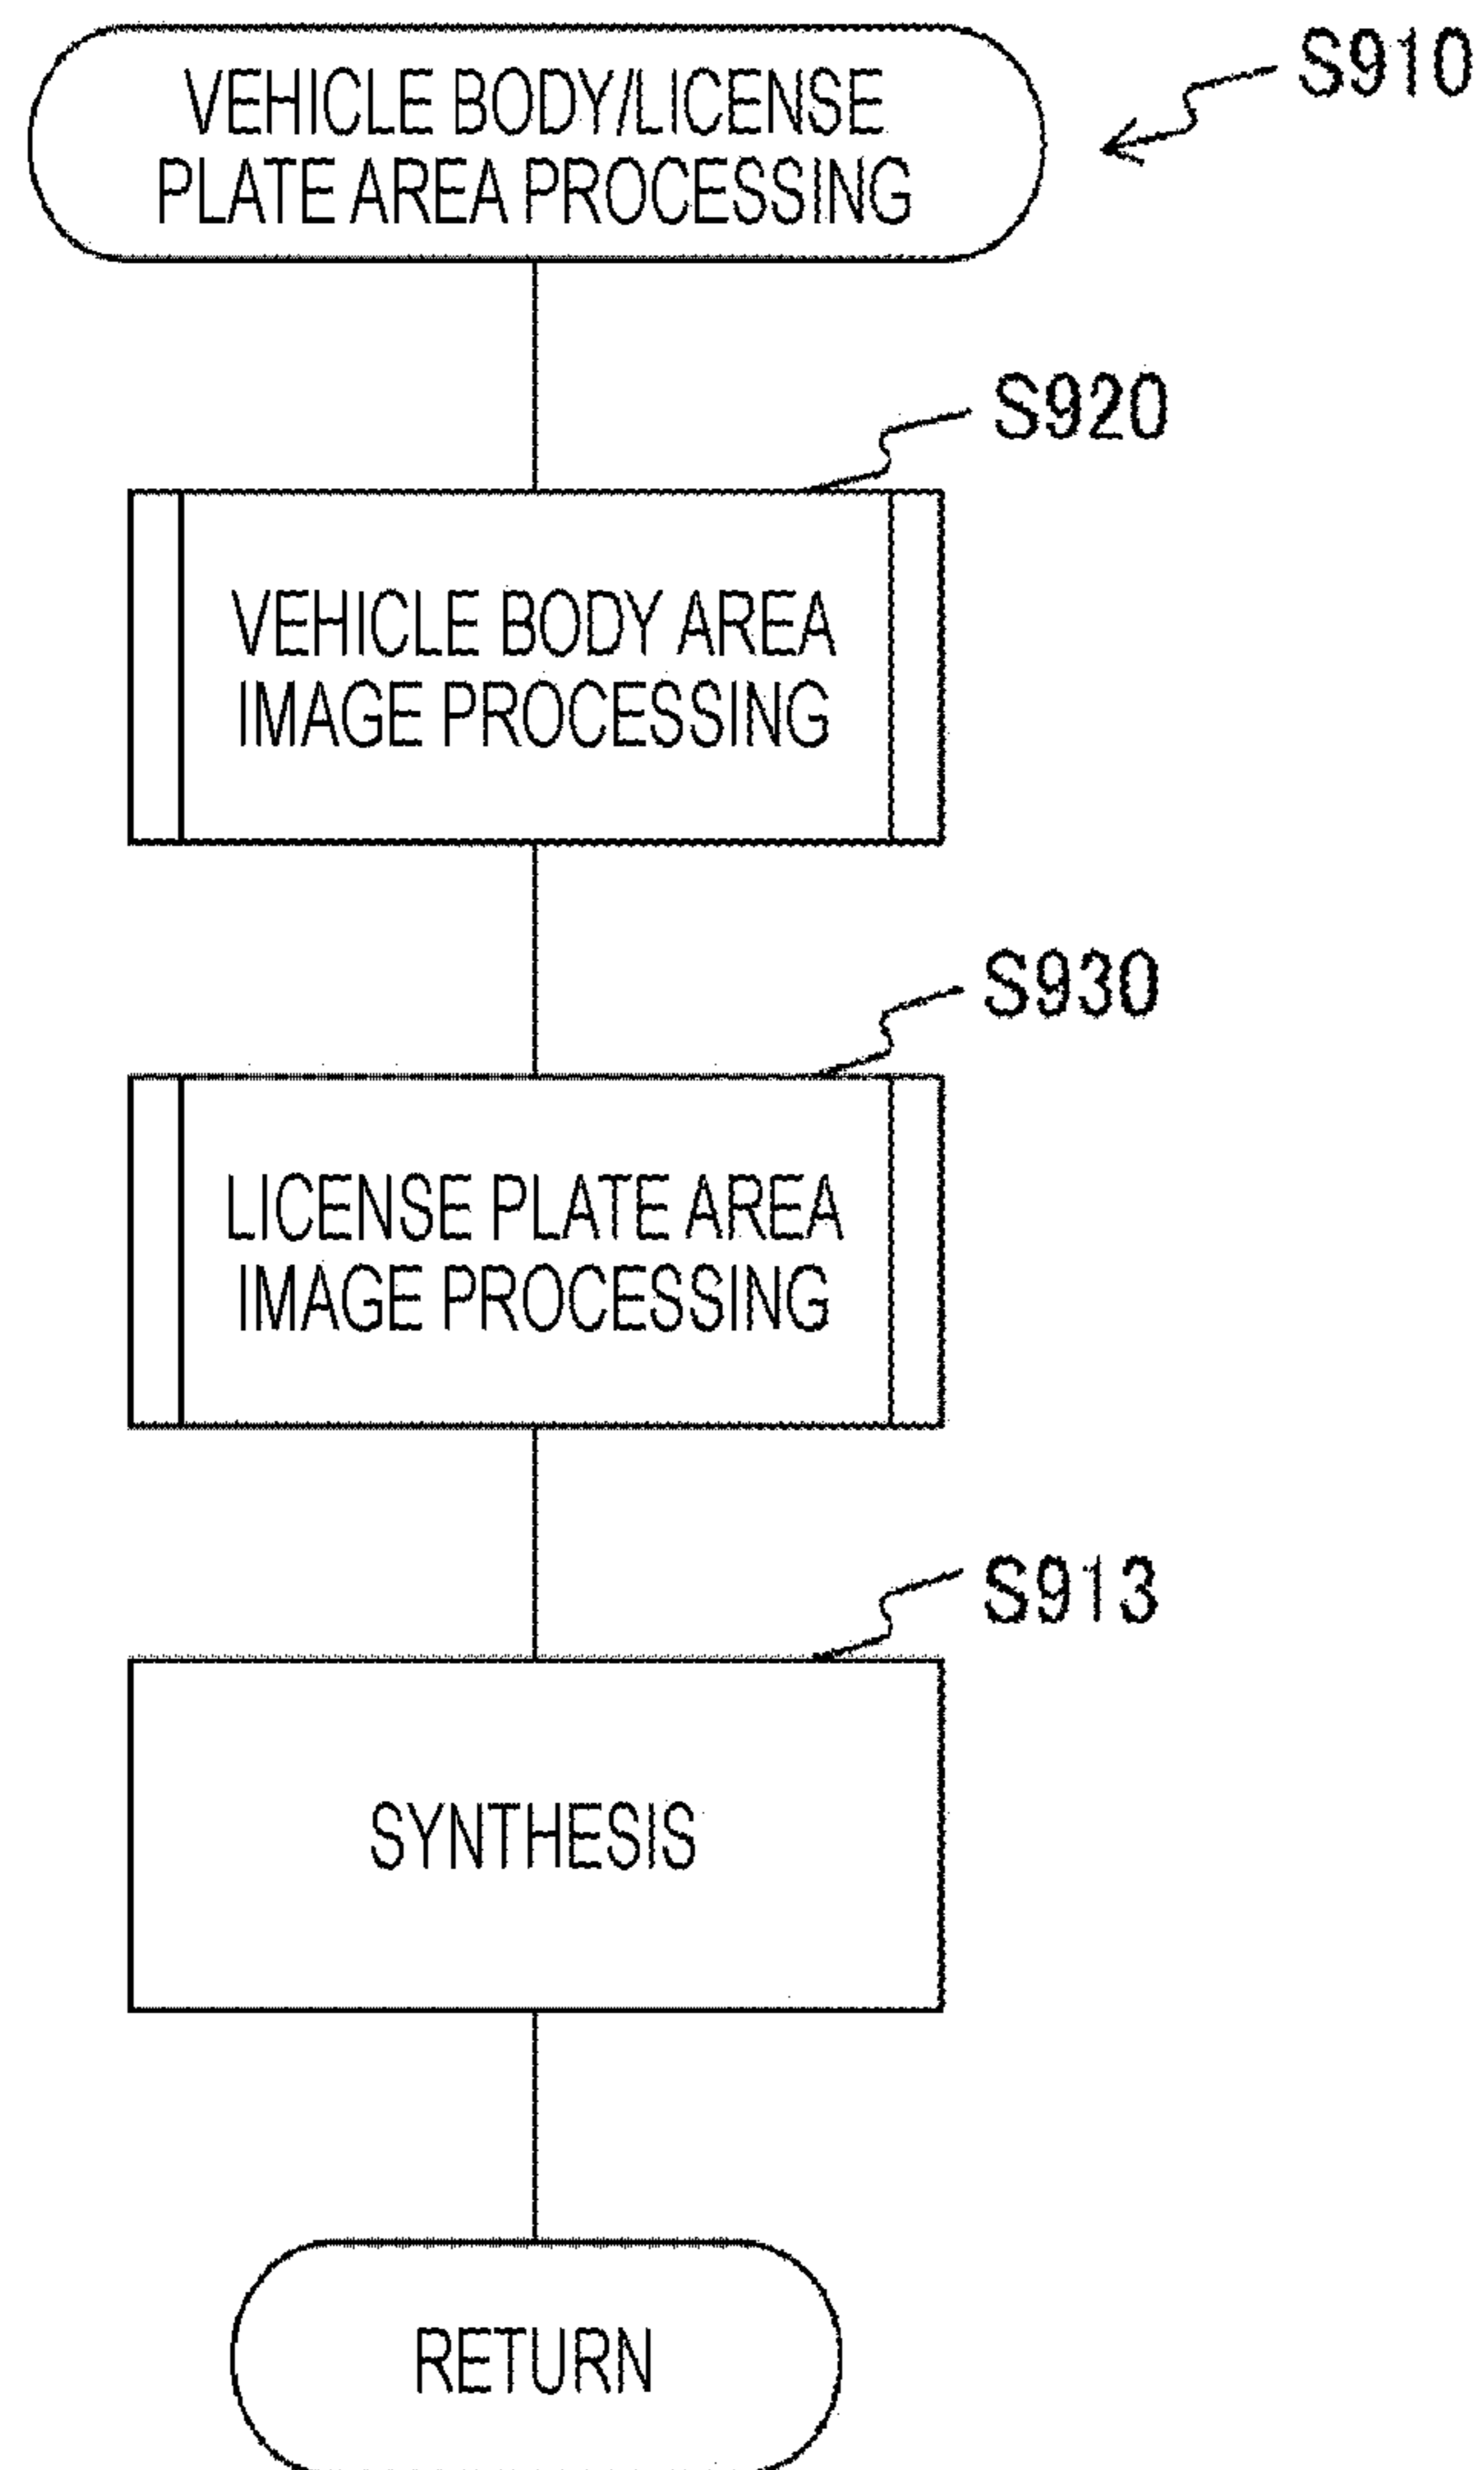 VEHICLE BODY/LICENSE
PLATE AREA PROCESSING
S910
S920
VEHICLE BODY AREA
IMAGE PROCESSING
S930
LICENSE PLATE AREA
IMAGE PROCESSING
S913
SYNTHESIS
RETURN